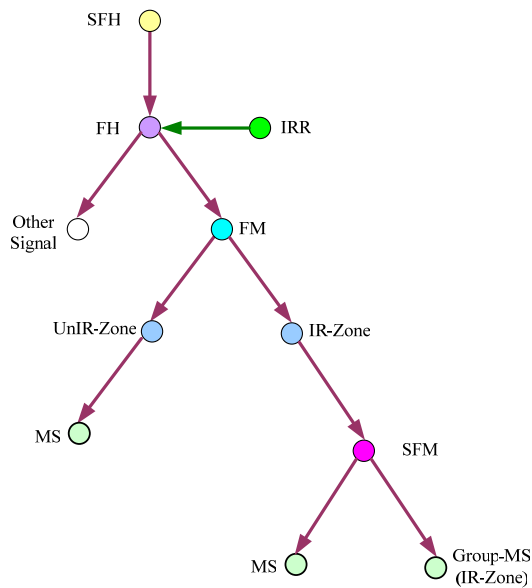 SFH
FH
IRR
Other
Signal
FM
UnIR-Zone
IR-Zone
MS
SFM
MS
Group-MS
(IR-Zone)